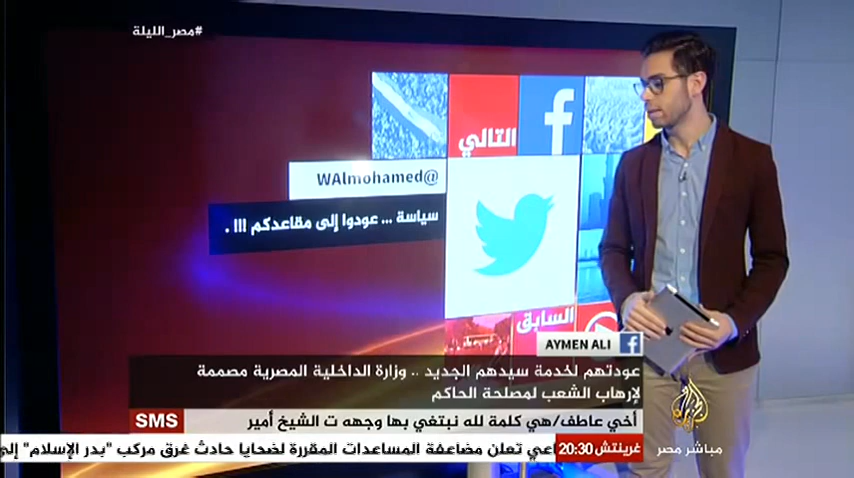 #مصر_الليلة
التالي
@WAlmohamed
سياسة ... عودوا إلى مقاعدكم !!! .
السابق
AYMEN ALI
عودتهم لخدمة سيدهم الجديد .. وزارة الداخلية المصرية مصممة
لإرهاب الشعب لمصلحة الحاكم
SMS أخي عاطف/هي كلمة لله نبتغي بها وجهه ت الشيخ أمير
مباشر مصر
غرينتش 20:30 اعي تعلن مضاعفة المساعدات المقررة لضحايا حادث غرق مركب "بدر الإسلام" إلى